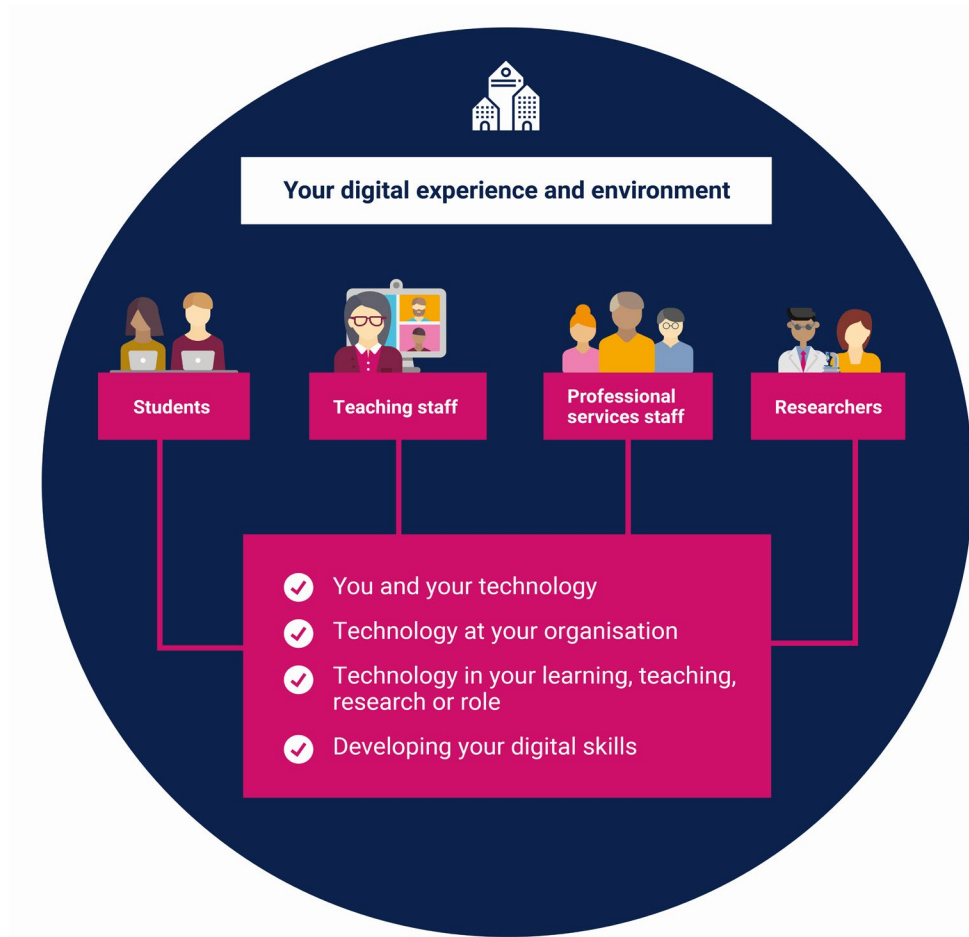 Your digital experience and environment
Students
Teaching staff
Professional
services staff
Researchers
You and your technology
Technology at your organisation
Technology in your learning, teaching,
research or role
Developing your digital skills